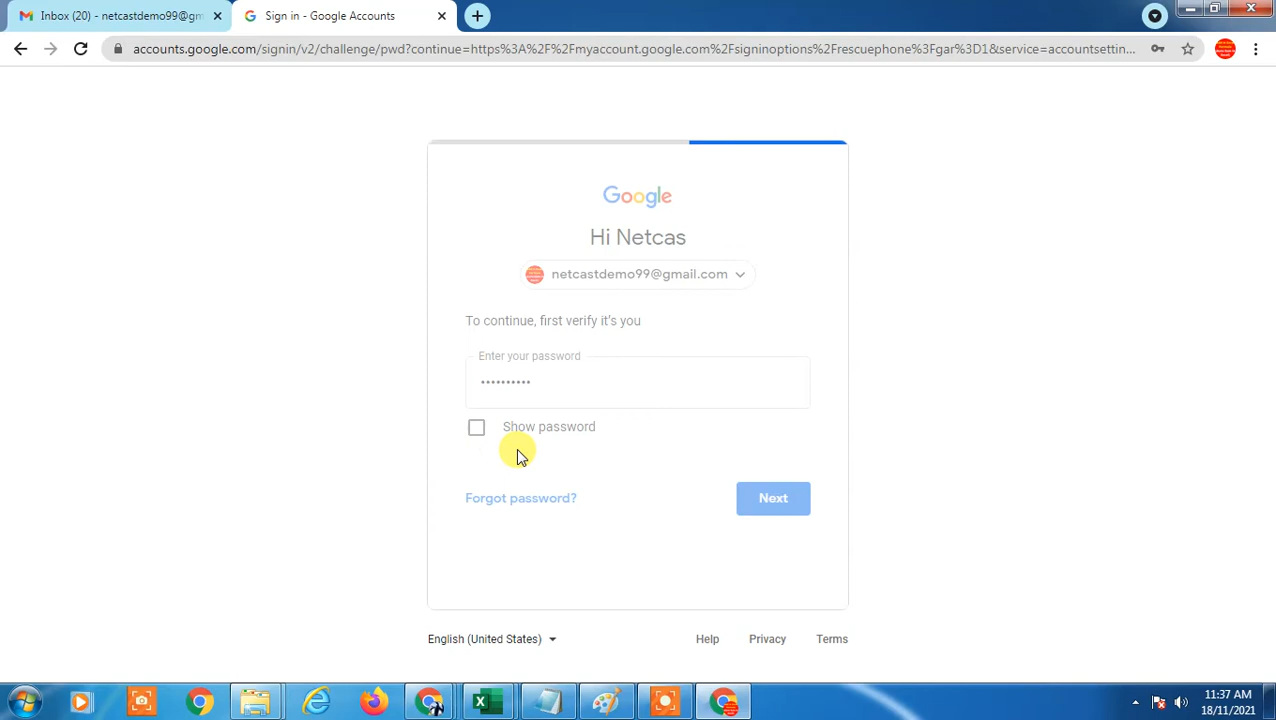 Inbox (20) - netcastdemo99@gm
Sign in - Google Accounts
accounts.google.com/signin/v2/challenge/pwd?continue=https%3A%2F%2Fmyaccount.google.com%2Fsigninoptions%2Frescuephone%3Fgar%3D1&service=accountsettin...
Google
Hi Netcas
netcastdemo99@gmail.com
To continue, first verify it's you
Enter your password
••••••••••
Show password
Forgot password?
Next
English (United States)
Help
Privacy
Terms
11:37 AM
18/11/2021